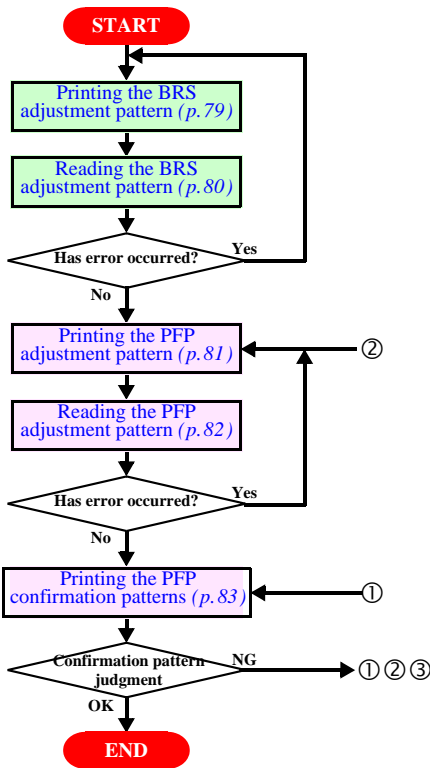 START
Printing the BRS
adjustment pattern (p.79)
Reading the BRS
adjustment pattern (p.80)
Has error occurred?
Yes
No
Printing the PFP
adjustment pattern (p.81)
②
Reading the PFP
adjustment pattern (p.82)
Has error occurred?
Yes
No
Printing the PFP
confirmation patterns (p.83)
①
Confirmation pattern
judgment
NG
①②③
OK
END